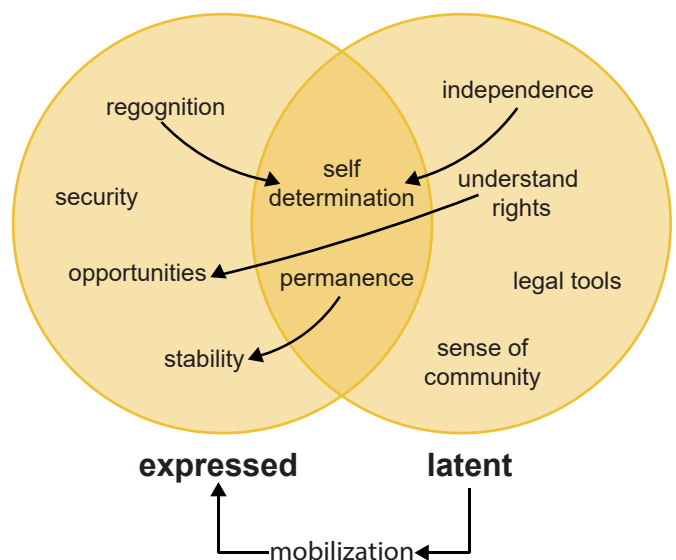 regognition
independence
security
self
determination
understand
rights
opportunities
permanence
legal tools
stability
sense of
community
expressed
latent
mobilization